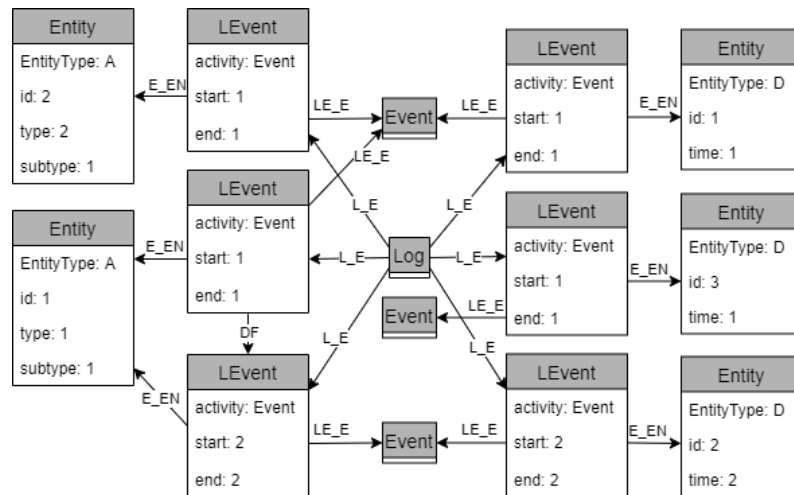 Entity
EntityType: A
id: 2
type: 2
subtype: 1
E_EN
LEvent
activity: Event
start: 1
end: 1
LE_E
Event
LE_E
LEvent
activity: Event
start: 1
end: 1
E_EN
Entity
EntityType: D
id: 1
time: 1
LE_E
L_E
L_E
Entity
EntityType: A
id: 1
type: 1
subtype: 1
E_EN
LEvent
activity: Event
start: 1
end: 1
L_E
Log
L_E
LEvent
activity: Event
start: 1
end: 1
E_EN
Entity
EntityType: D
id: 3
time: 1
Event
LE_E
DF
L_E
L_E
E_EN
LEvent
activity: Event
start: 2
end: 2
LE_E
Event
LE_E
LEvent
activity: Event
start: 2
end: 2
E_EN
Entity
EntityType: D
id: 2
time: 2